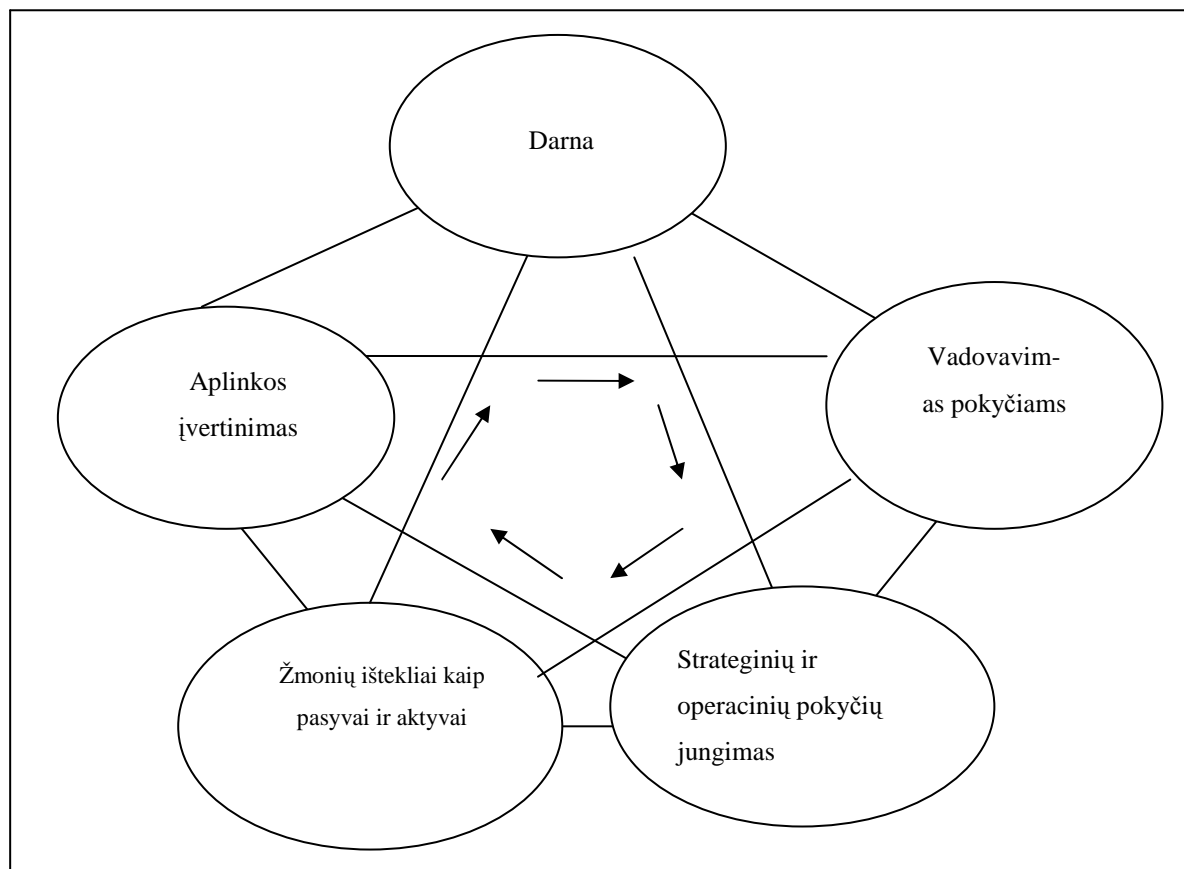 Darna
Aplinkos
įvertinimas
Vadovavim-
as pokyčiams
Žmonių ištekliai kaip
pasyvai ir aktyvai
Strateginių ir
operacinių pokyčių
jungimas